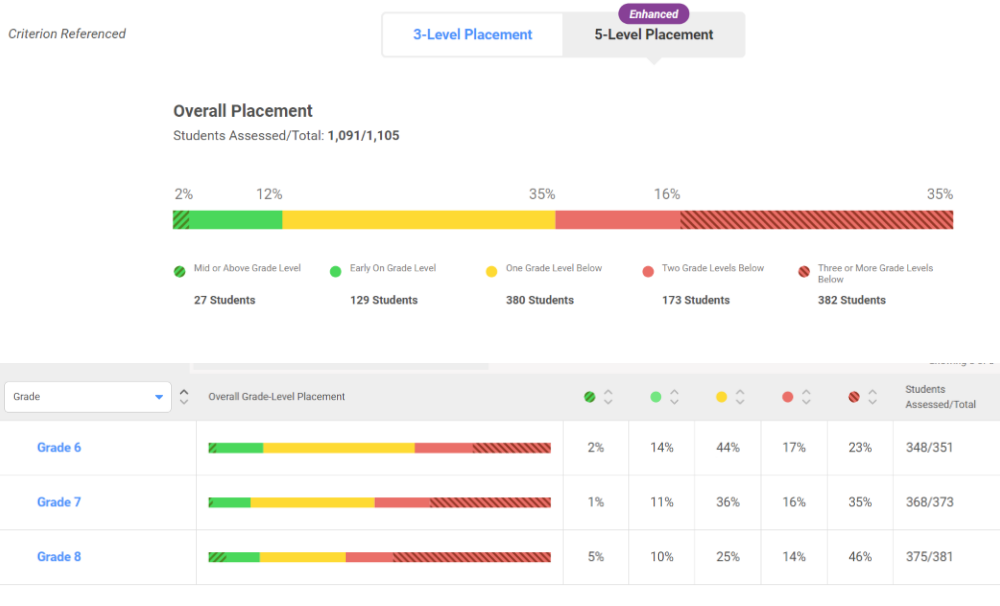 Criterion Referenced
Enhanced
3-Level Placement
5-Level Placement
Overall Placement
Students Assessed/Total: 1,091/1,105
2% 12% 35% 16% 35%
Mid or Above Grade Level
27 Students
Early On Grade Level
129 Students
One Grade Level Below
380 Students
Two Grade Levels Below
173 Students
Three or More Grade Levels
Below
382 Students
Grade
Overall Grade-Level Placement
Students
Assessed/Total
Grade 6 2% 14% 44% 17% 23% 348/351
Grade 7 1% 11% 36% 16% 35% 368/373
Grade 8 5% 10% 25% 14% 46% 375/381